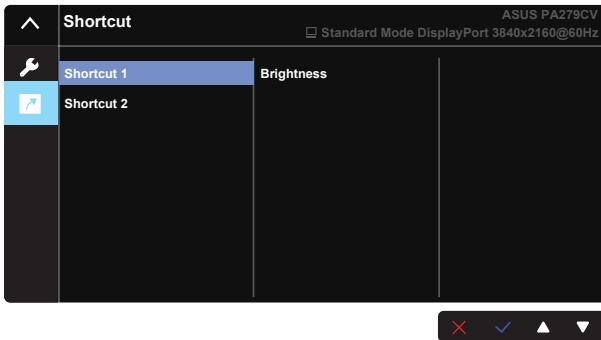 Shortcut
ASUS PA279CV
Standard Mode DisplayPort 3840x2160@60Hz
Shortcut 1
Brightness
Shortcut 2